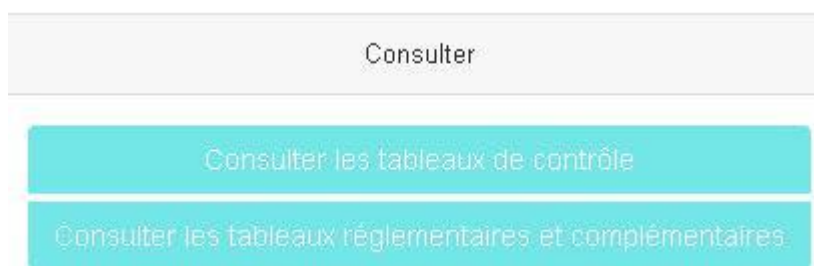 Consulter
Consulter les tableaux de contrôle
Consulter les tableaux réglementaires et complémentaires